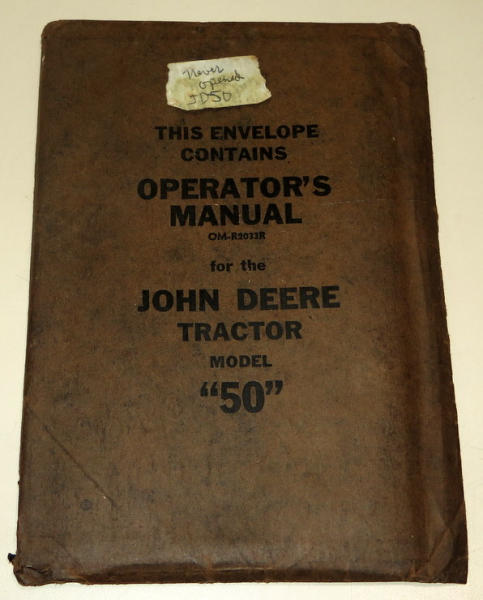 Never
opened
JD50
THIS ENVELOPE
CONTAINS
OPERATOR'S
MANUAL
OM-R2033R
for the
JOHN DEERE
TRACTOR
MODEL
"50"